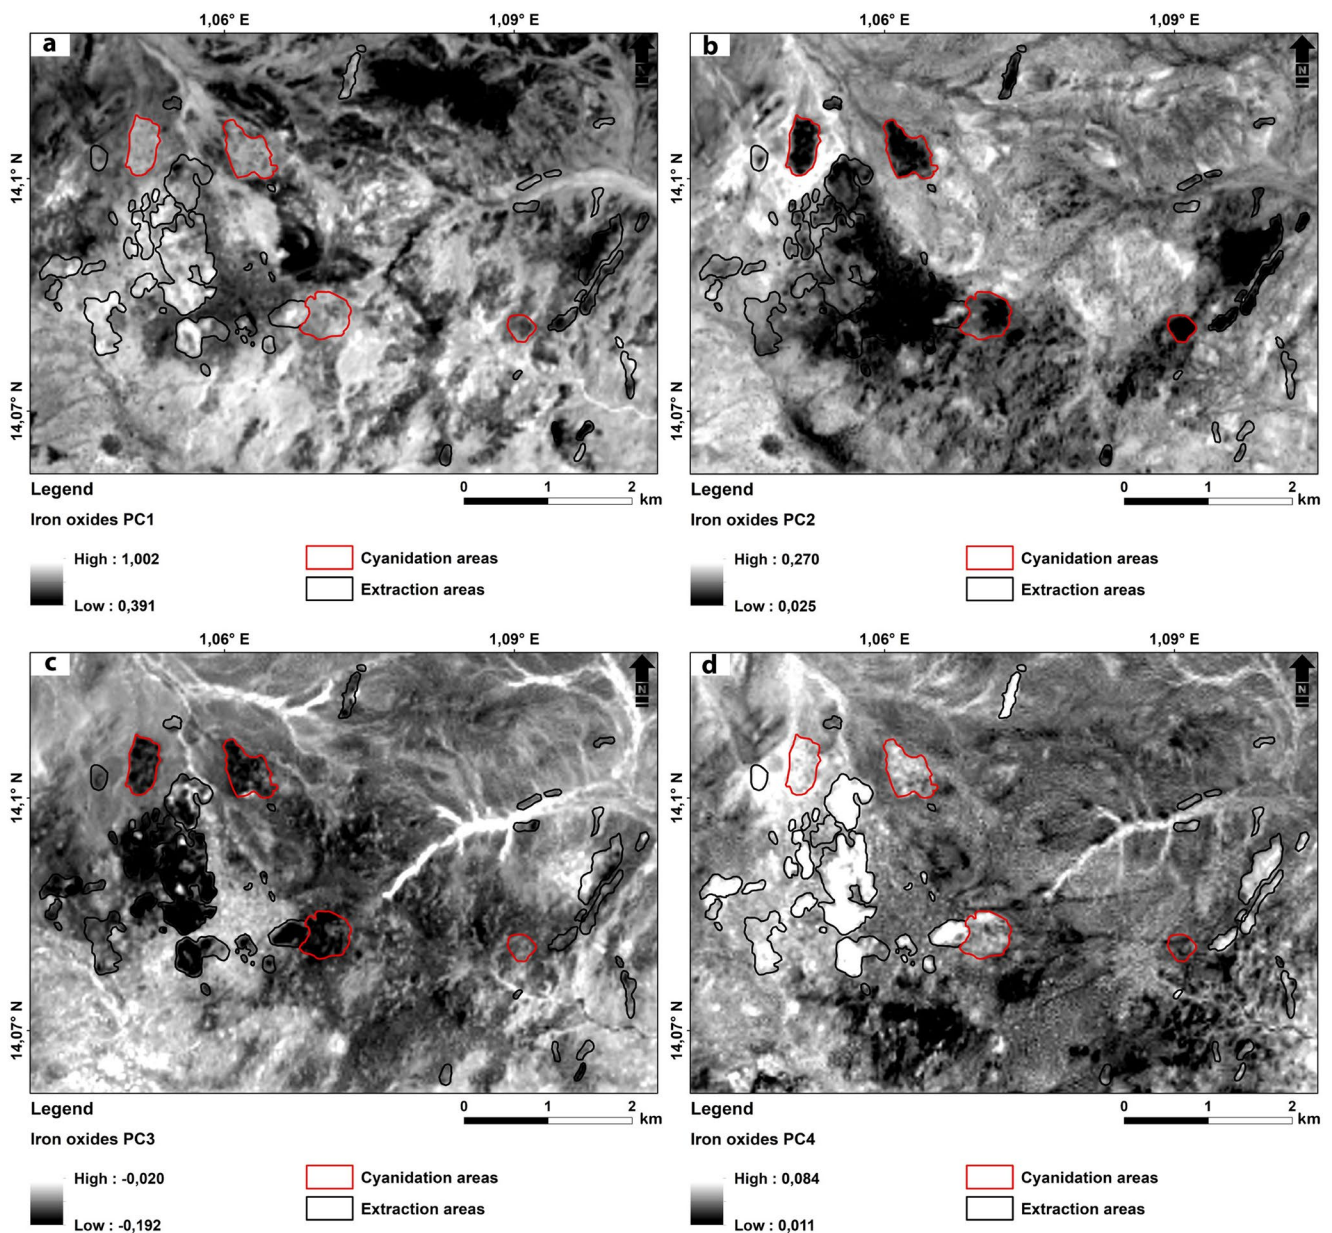 1,06° E 1,09° E
a
N
14,1° N
14,07° N
Legend
0 1 2 km
Iron oxides PC1
High : 1,002
Low : 0,391
Cyanidation areas
Extraction areas
1,06° E 1,09° E
b
N
14,1° N
14,07° N
Legend
0 1 2 km
Iron oxides PC2
High : 0,270
Low : 0,025
Cyanidation areas
Extraction areas
1,06° E 1,09° E
c
N
14,1° N
14,07° N
Legend
0 1 2 km
Iron oxides PC3
High : -0,020
Low : -0,192
Cyanidation areas
Extraction areas
1,06° E 1,09° E
d
N
14,1° N
14,07° N
Legend
0 1 2 km
Iron oxides PC4
High : 0,084
Low : 0,011
Cyanidation areas
Extraction areas